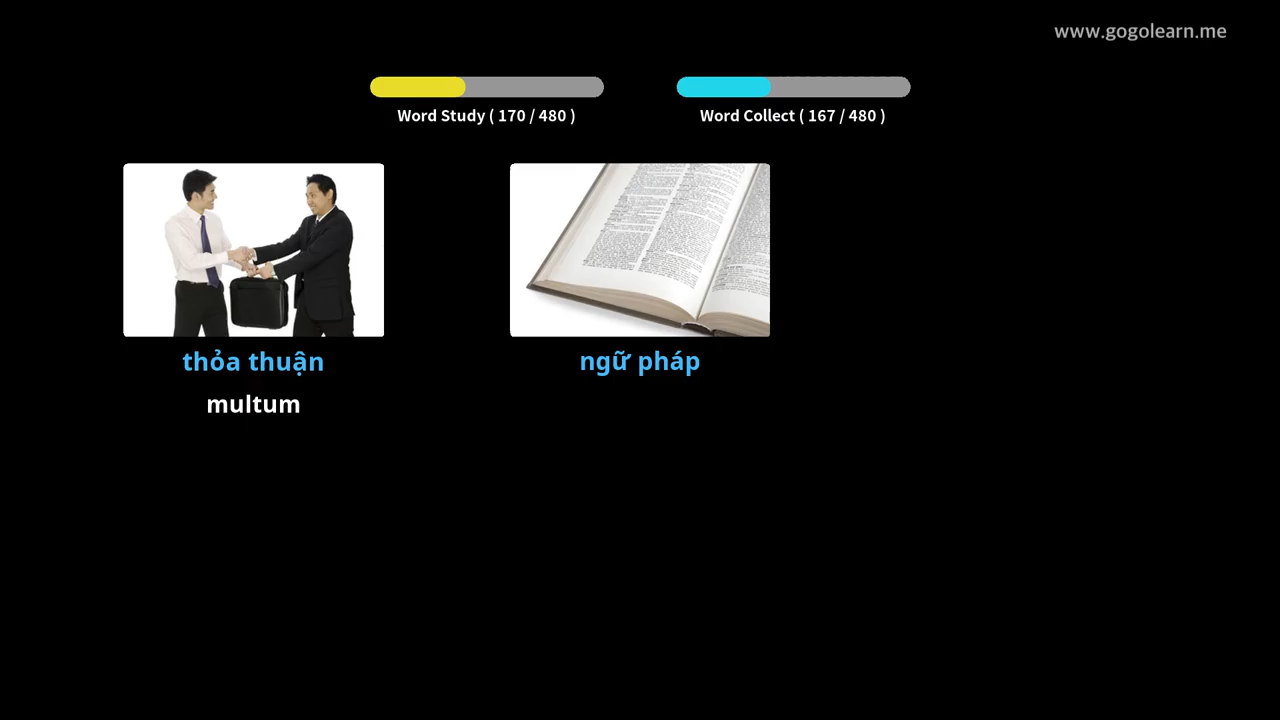 www.gogolearn.me
Word Study ( 170 / 480 )
Word Collect ( 167 / 480 )
thỏa thuận
ngữ pháp
multum